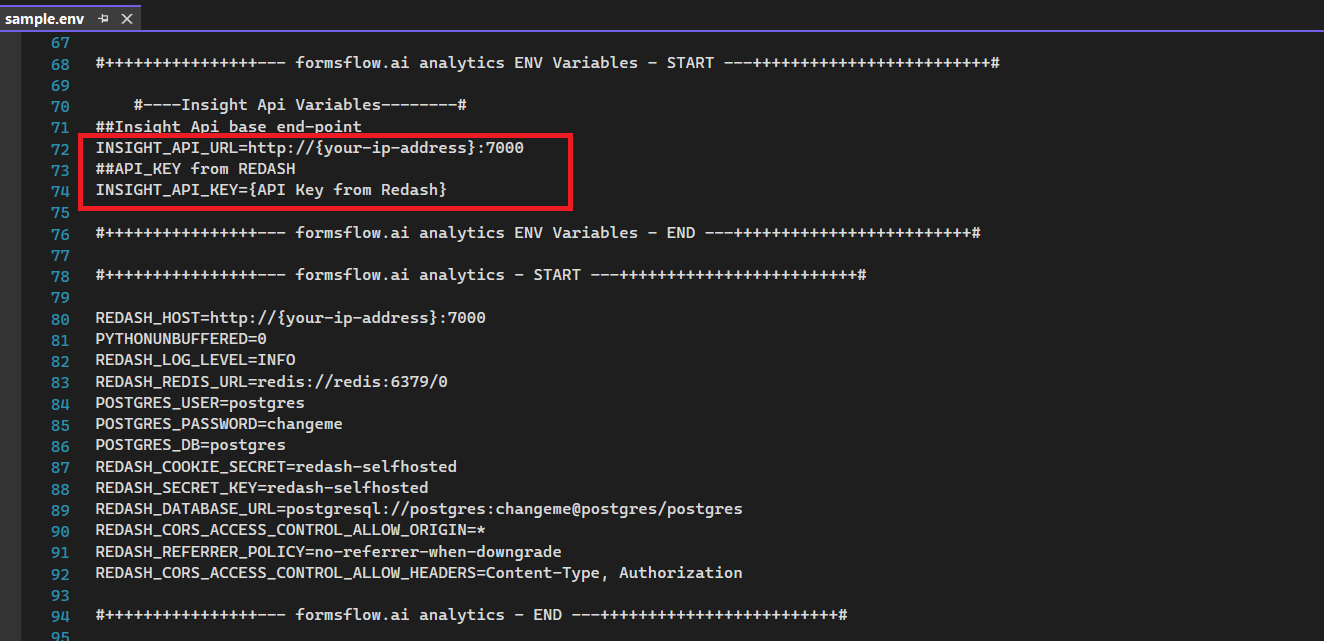 sample.env
67
68 #++++++++++++++++--- formsflow.ai analytics ENV Variables - START ---+++++++++++++++++++++++++#
69
70 #----Insight Api Variables--------#
71 ##Insight Api base end-point
72 INSIGHT_API_URL=http://{your-ip-address}:7000
73 ##API_KEY from REDASH
74 INSIGHT_API_KEY={API Key from Redash}
75
76 #++++++++++++++++--- formsflow.ai analytics ENV Variables - END ---+++++++++++++++++++++++++#
77
78 #++++++++++++++++--- formsflow.ai analytics - START ---+++++++++++++++++++++++++#
79
80 REDASH_HOST=http://{your-ip-address}:7000
81 PYTHONUNBUFFERED=0
82 REDASH_LOG_LEVEL=INFO
83 REDASH_REDIS_URL=redis://redis:6379/0
84 POSTGRES_USER=postgres
85 POSTGRES_PASSWORD=changeme
86 POSTGRES_DB=postgres
87 REDASH_COOKIE_SECRET=redash-selfhosted
88 REDASH_SECRET_KEY=redash-selfhosted
89 REDASH_DATABASE_URL=postgresql://postgres:changeme@postgres/postgres
90 REDASH_CORS_ACCESS_CONTROL_ALLOW_ORIGIN=*
91 REDASH_REFERRER_POLICY=no-referrer-when-downgrade
92 REDASH_CORS_ACCESS_CONTROL_ALLOW_HEADERS=Content-Type, Authorization
93
94 #++++++++++++++++--- formsflow.ai analytics - END ---+++++++++++++++++++++++++#
95